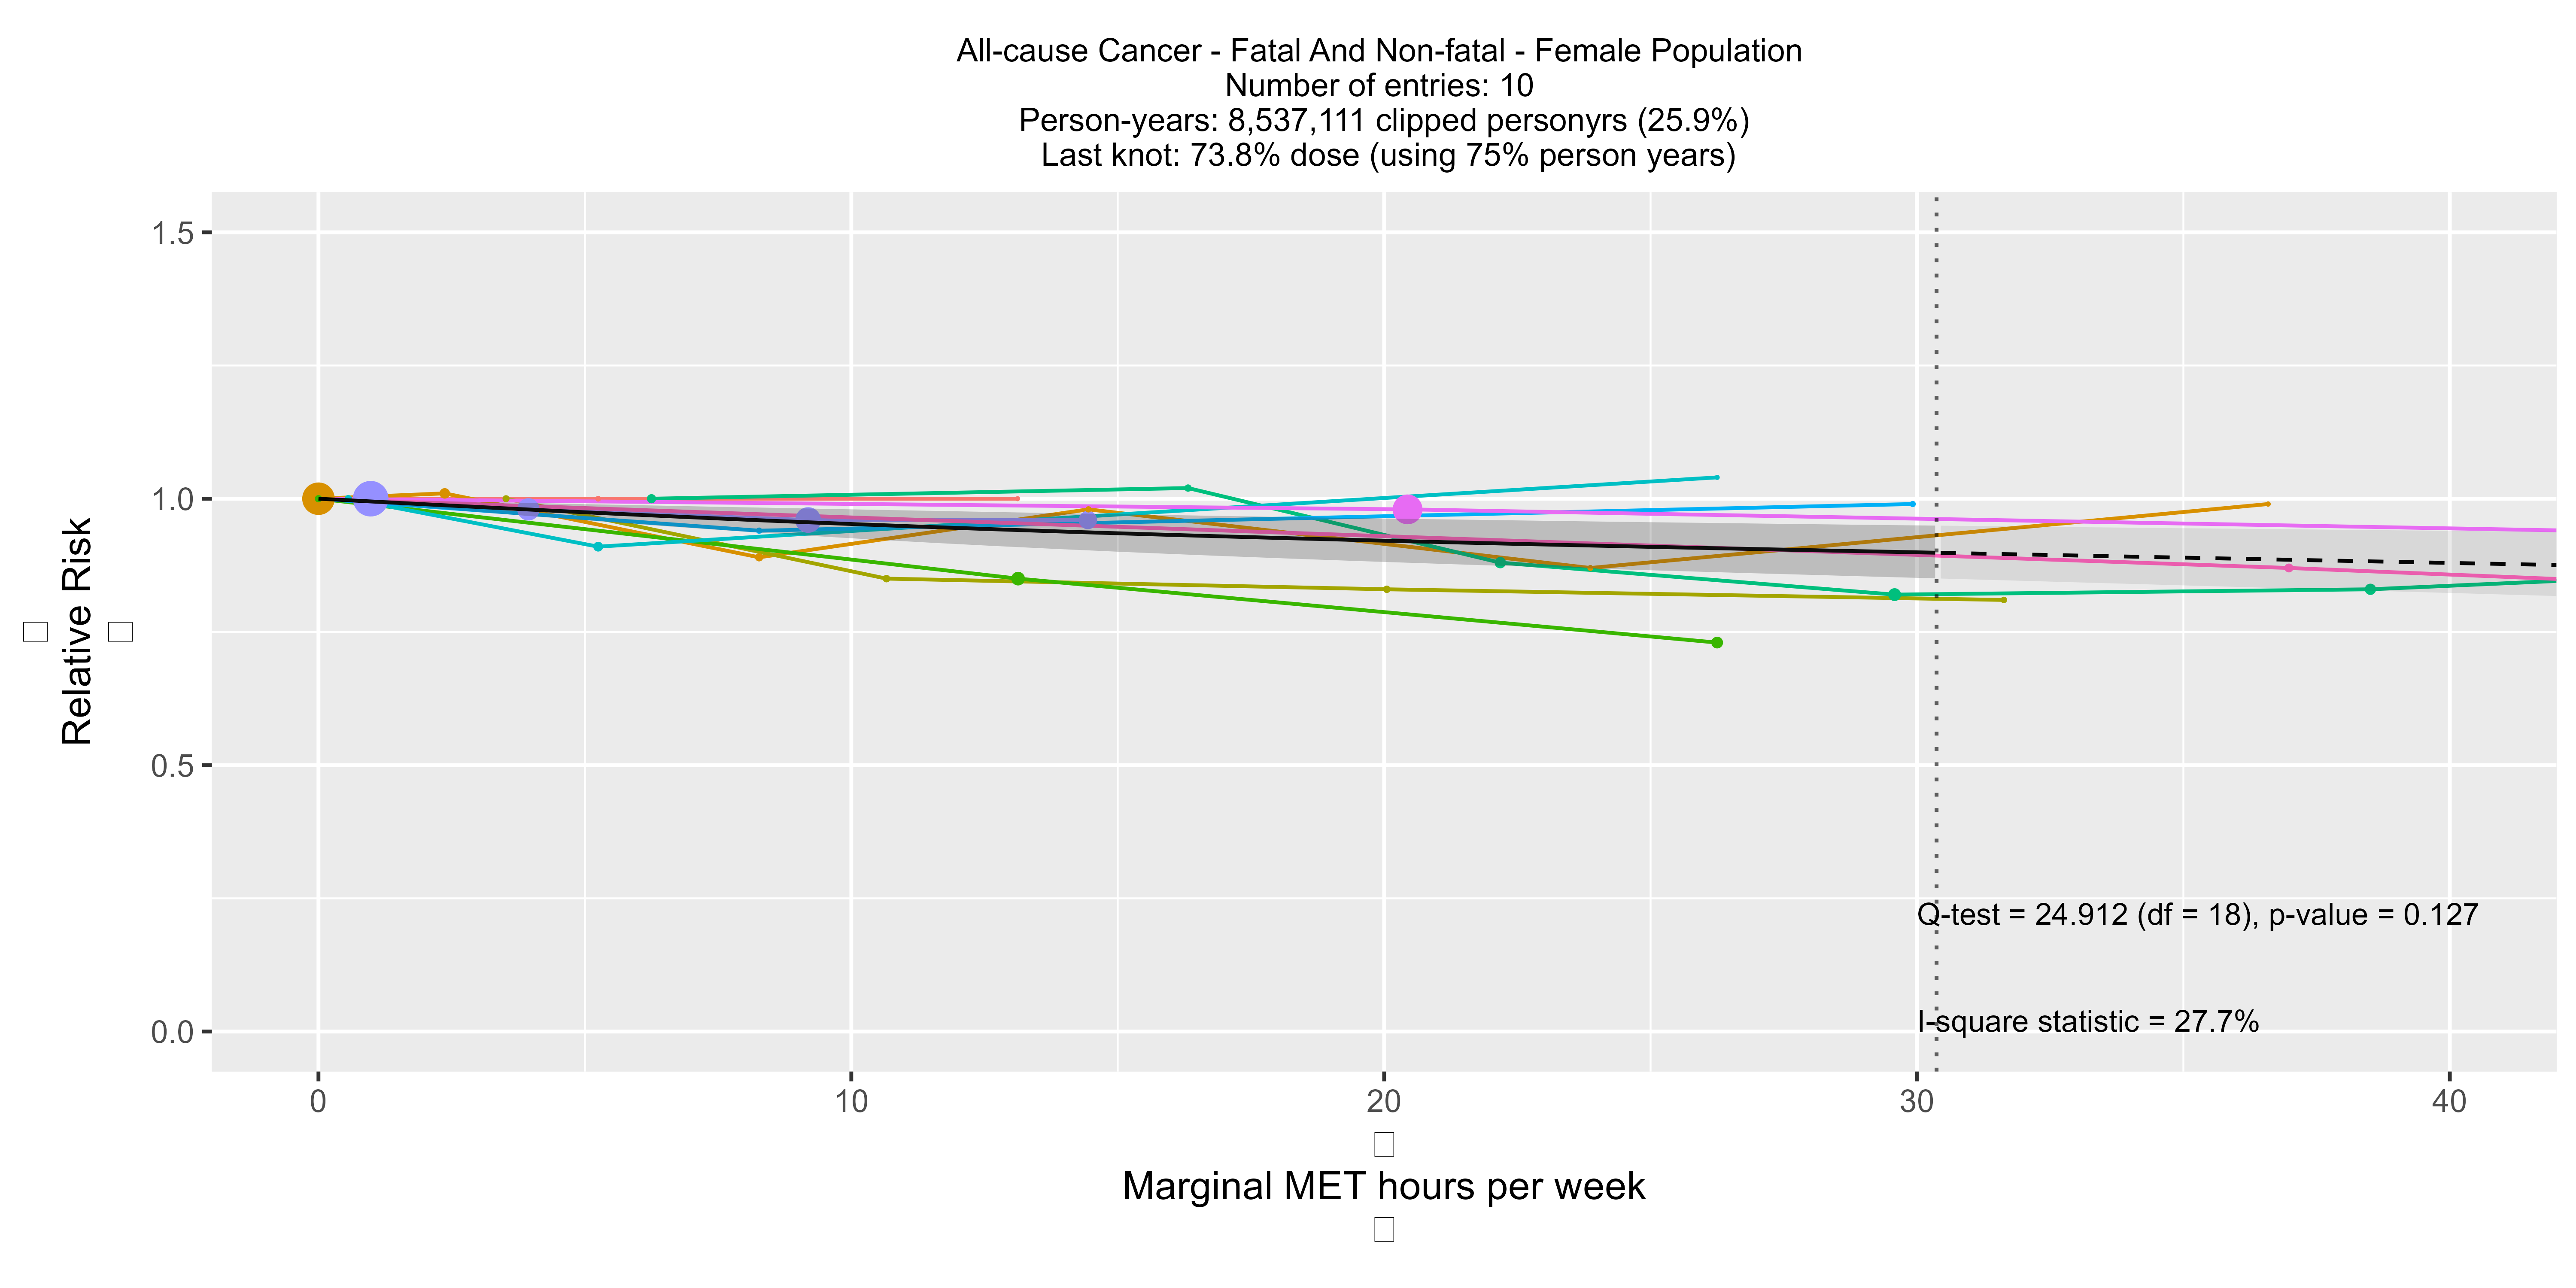 All-cause Cancer - Fatal And Non-fatal - Female Population
Number of entries: 10
Person-years: 8,537,111 clipped personyrs (25.9%)
Last knot: 73.8% dose (using 75% person years)
1.5
1.0
0.5
0.0
Relative Risk
Q-test = 24.912 (df = 18), p-value = 0.127
I-square statistic = 27.7%
0 10 20 30 40
Marginal MET hours per week